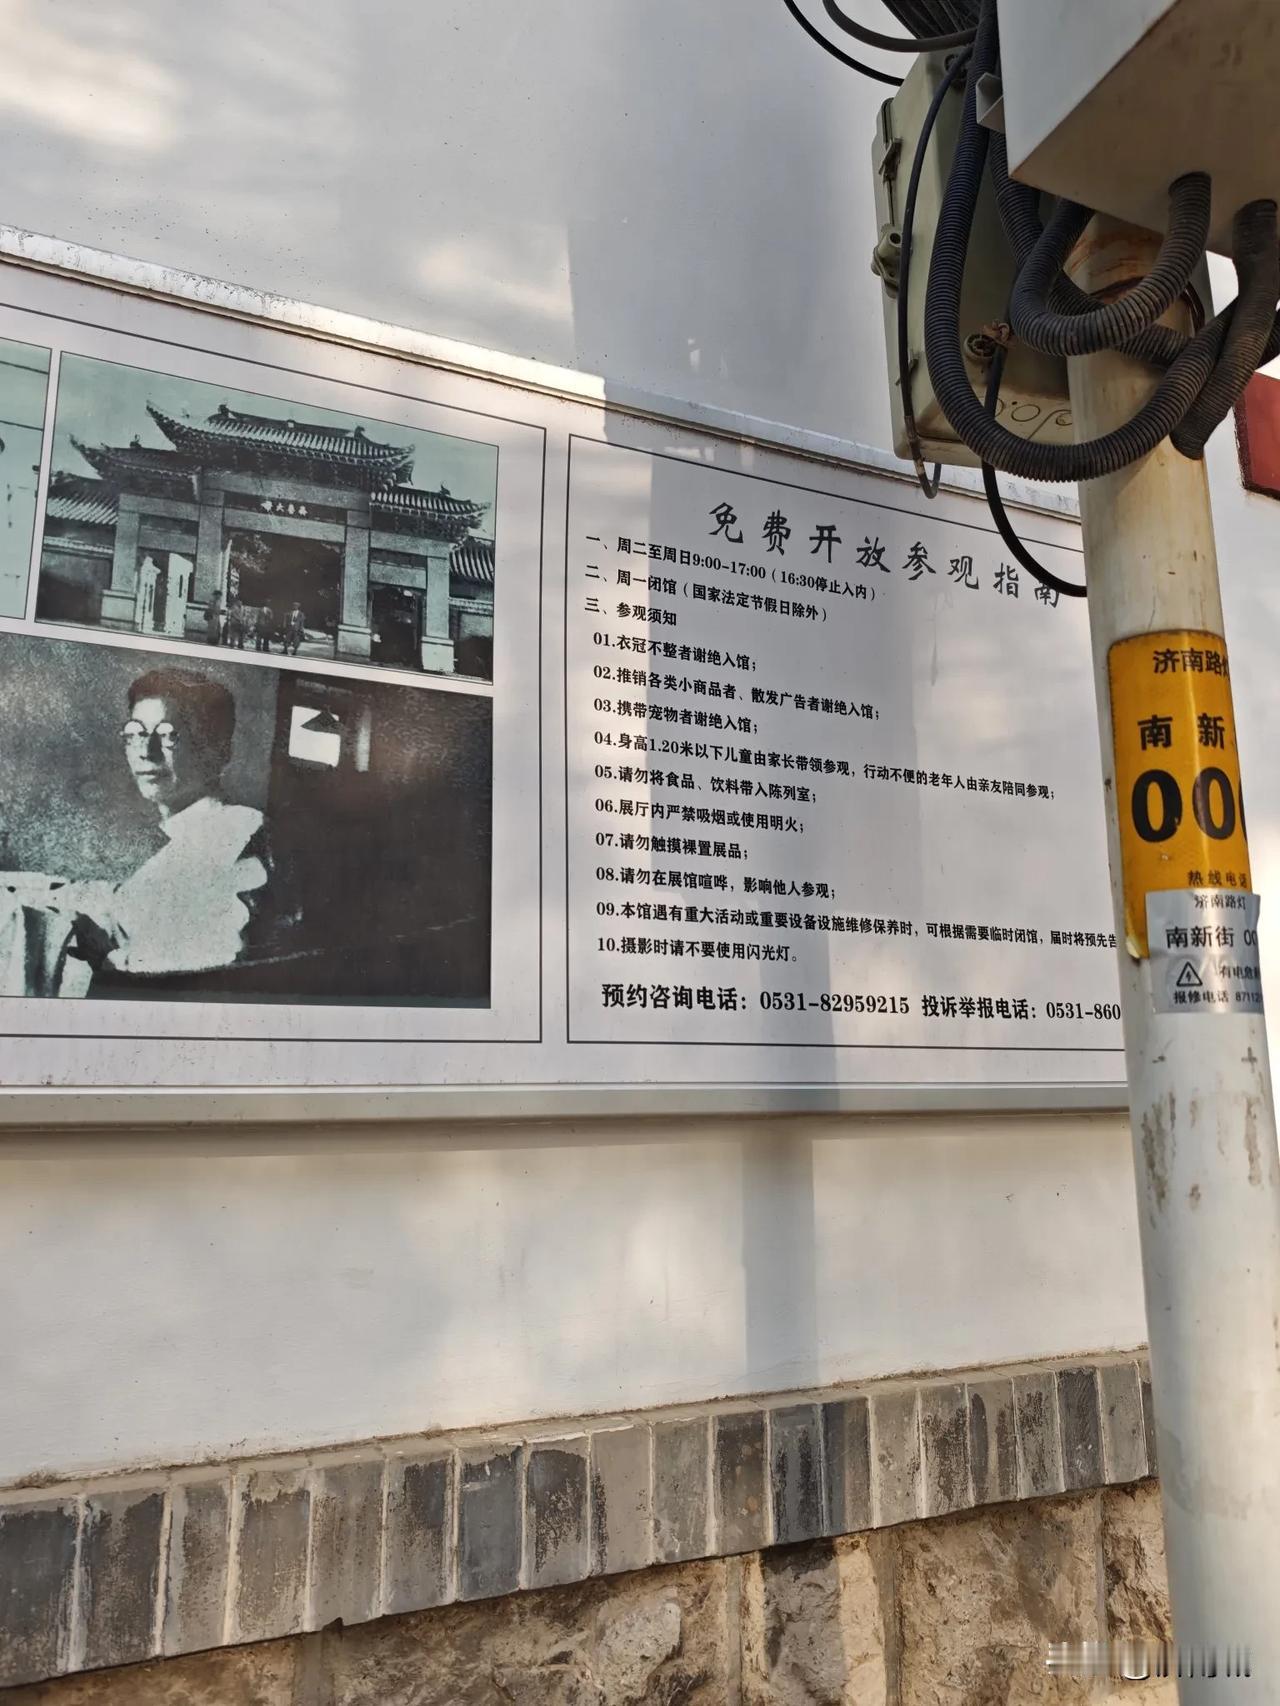 齐鲁大学
免费开放参观指南
一、周二至周日9:00-17:00（16:30停止入内）
二、周一闭馆（国家法定节假日除外）
三、参观须知
01.衣冠不整者谢绝入馆；
02.推销各类小商品者、散发广告者谢绝入馆；
03.携带宠物者谢绝入馆；
04.身高1.20米以下儿童由家长带领参观，行动不便的老年人由亲友陪同参观；
05.请勿将食品、饮料带入陈列室；
06.展厅内严禁吸烟或使用明火；
07.请勿触摸裸置展品；
08.请勿在展馆喧哗，影响他人参观；
09.本馆遇有重大活动或重要设备设施维修保养时，可根据需要临时闭馆，届时将预先告
10.摄影时请不要使用闪光灯。
预约咨询电话：0531-82959215 投诉举报电话：0531-860
济南路灯
南新
00
热线电话
济南路灯
南新街 00
有电危
报修电话 8711